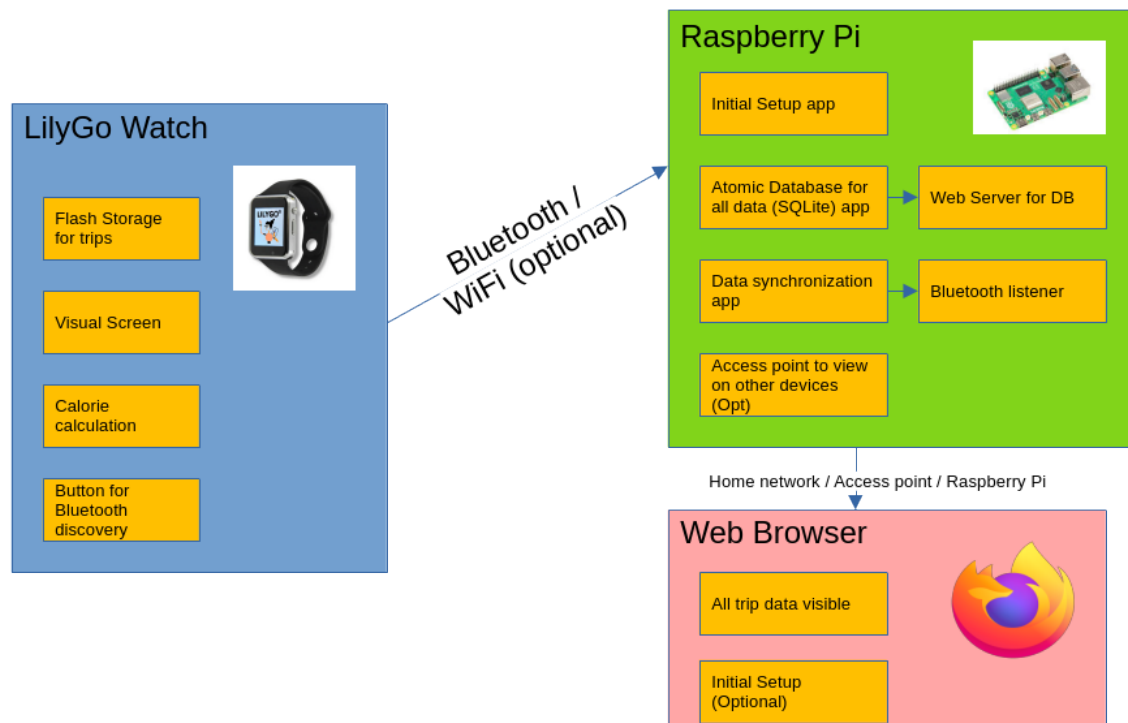 LilyGo Watch
LILYGO
Flash Storage
for trips
Visual Screen
Calorie
calculation
Button for
Bluetooth
discovery
Bluetooth /
WiFi (optional)
Raspberry Pi
Initial Setup app
Atomic Database for
all data (SQLite) app
Web Server for DB
Data synchronization
app
Bluetooth listener
Access point to view
on other devices
(Opt)
Home network / Access point / Raspberry Pi
Web Browser
All trip data visible
Initial Setup
(Optional)